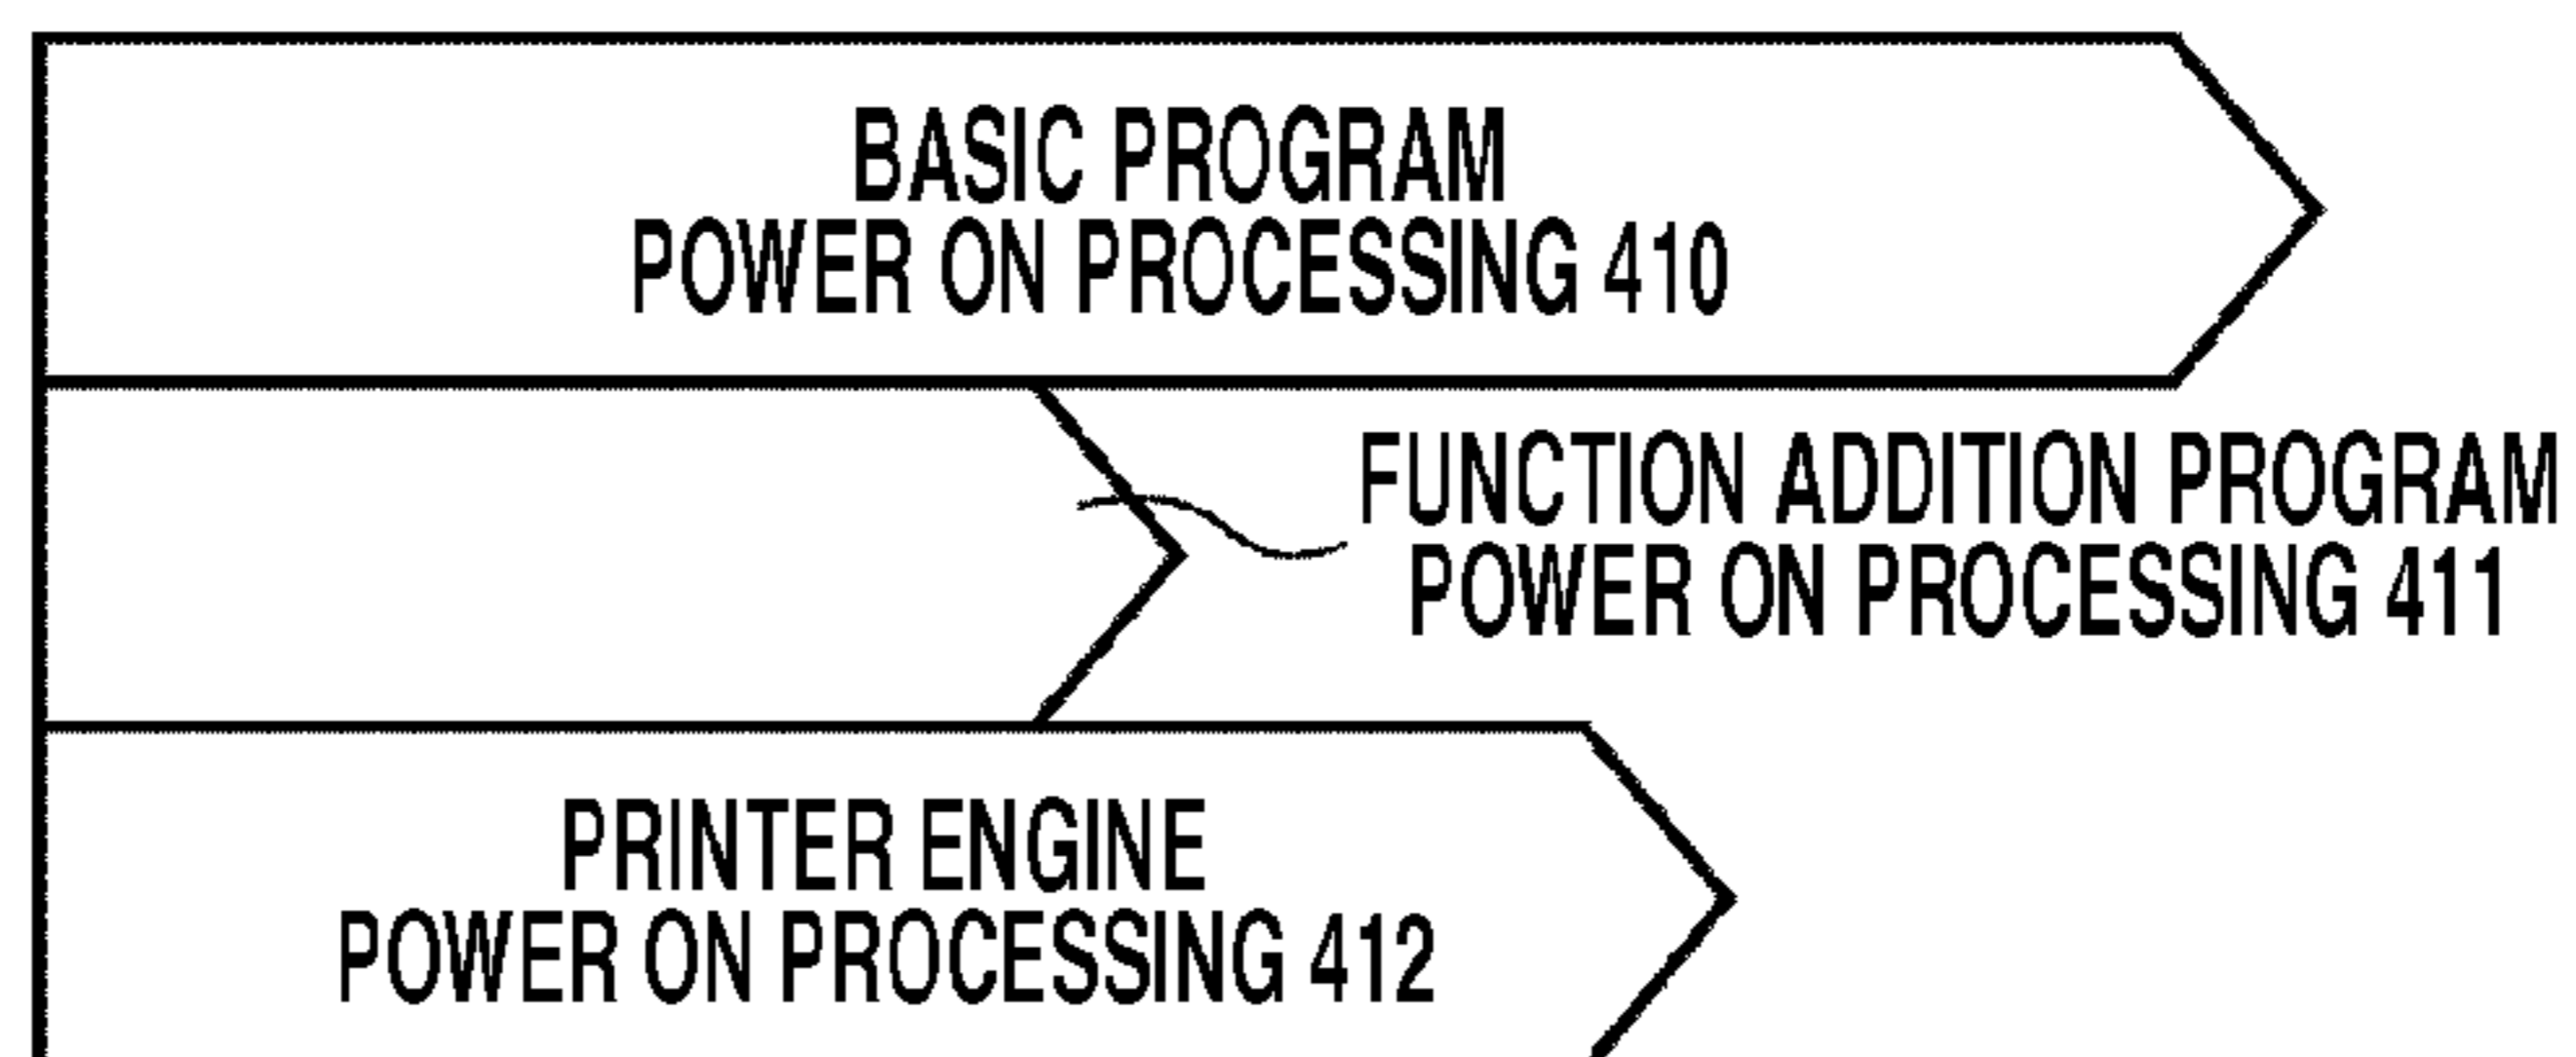 BASIC PROGRAM
POWER ON PROCESSING 410
FUNCTION ADDITION PROGRAM
POWER ON PROCESSING 411
PRINTER ENGINE
POWER ON PROCESSING 412